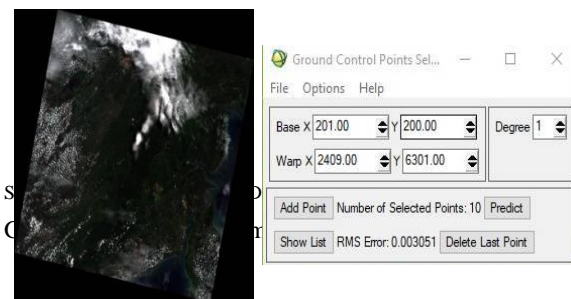 Ground Control Points Sel...
File Options Help
Base X 201.00 Y 200.00 Degree 1
Warp X 2409.00 Y 6301.00
Add Point Number of Selected Points: 10 Predict
Show List RMS Error: 0.003051 Delete Last Point